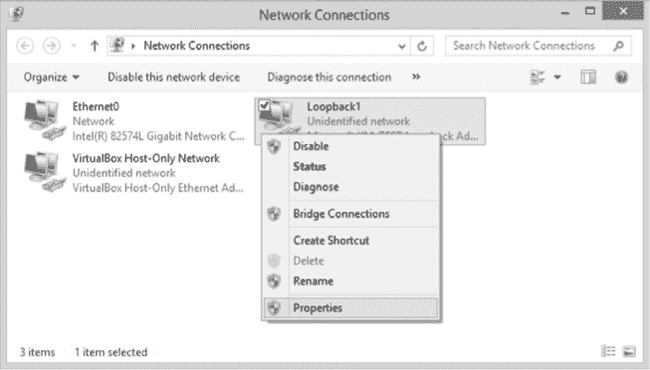 Network Connections
Network Connections
Search Network Connections
Organize
Disable this network device
Diagnose this connection
»
Ethernet0
Network
Intel(R) 82574L Gigabit Network C...
VirtualBox Host-Only Network
Unidentified network
VirtualBox Host-Only Ethernet Ad...
Loopback1
Unidentified network
Ad...
Disable
Status
Diagnose
Bridge Connections
Create Shortcut
Delete
Rename
Properties
3 items
1 item selected